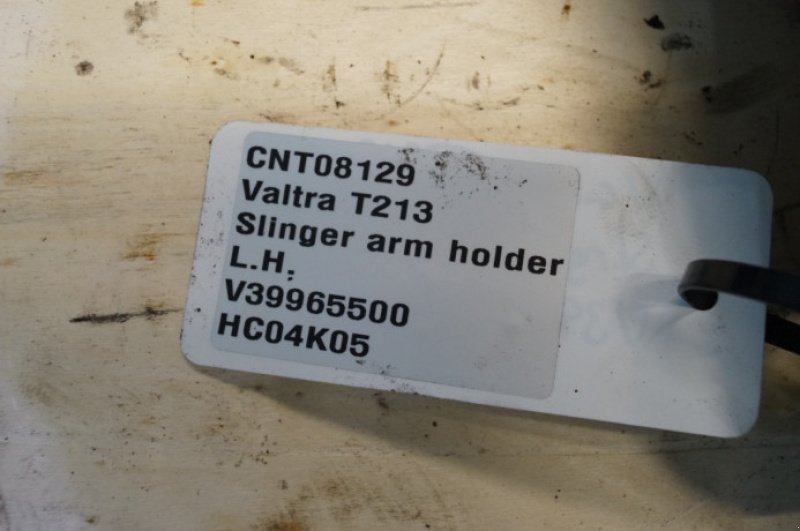 CNT08129
Valtra T213
Slinger arm holder
L.H.
V39965500
HC04K05